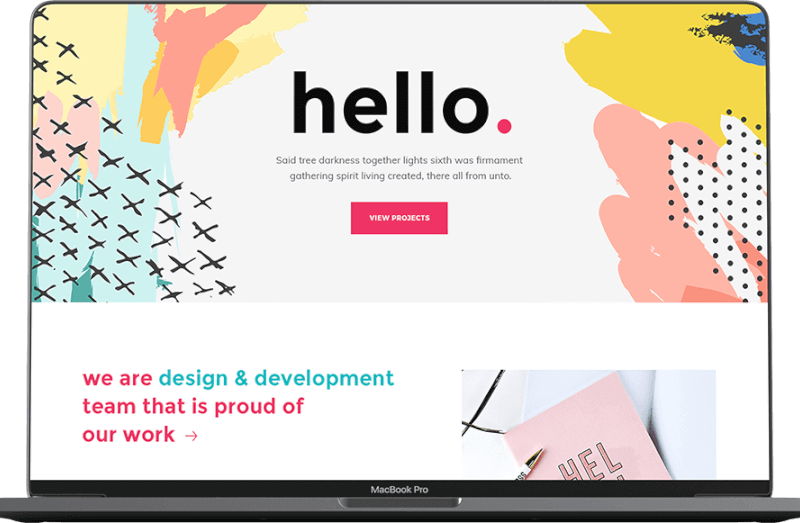 hello.
Said tree darkness together lights sixth was firmament
gathering spirit living created, there all from unto.
VIEW PROJECTS
we are design & development
team that is proud of
our work →
HEL
MacBook Pro